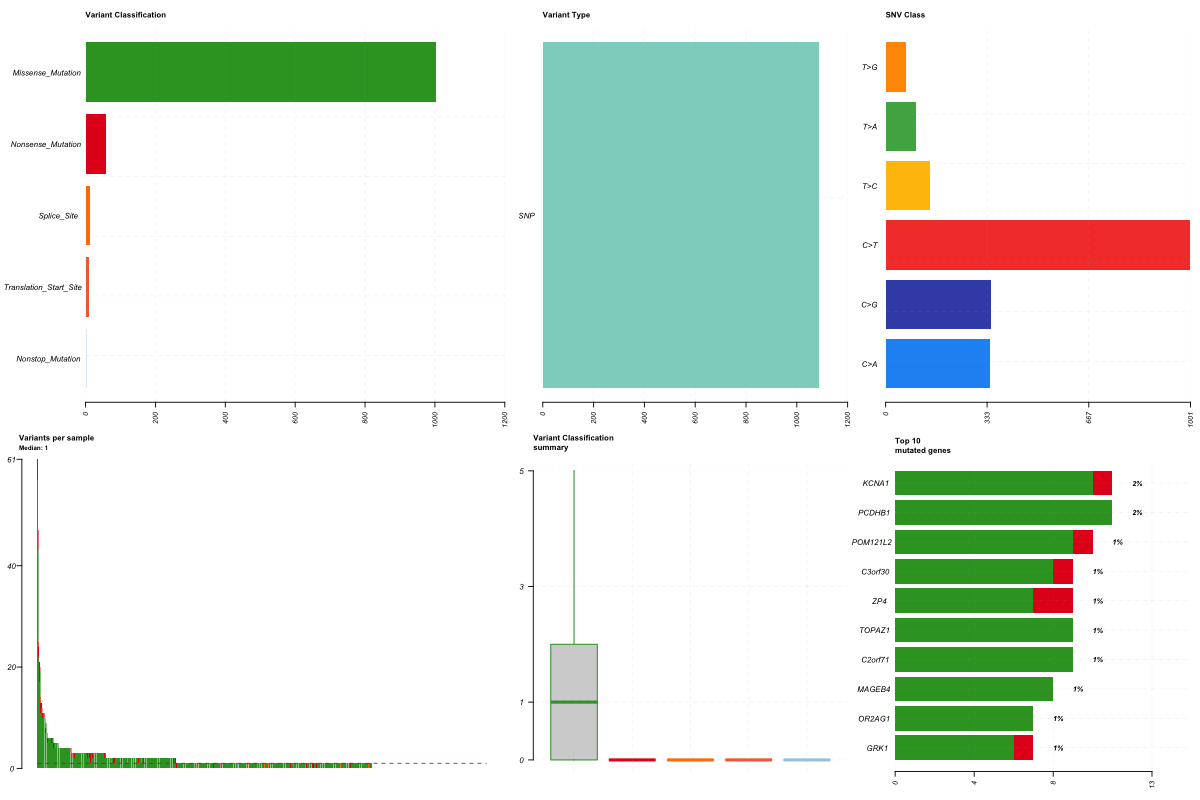 Variant Classification
Missense_Mutation
Nonsense_Mutation
Splice_Site
Translation_Start_Site
Nonstop_Mutation
0
200
400
600
800
1000
1200
Variant Type
SNP
0
200
400
600
800
1000
1200
SNV Class
T>G
T>A
T>C
C>T
C>G
C>A
0
333
667
1001
Variants per sample
Median: 1
61
40
20
0
Variant Classification
summary
5
3
1
0
Top 10
mutated genes
KCNA1 2%
PCDHB1 2%
POM121L2 1%
C3orf30 1%
ZP4 1%
TOPAZ1 1%
C2orf71 1%
MAGEB4 1%
OR2AG1 1%
GRK1 1%
0
4
8
13